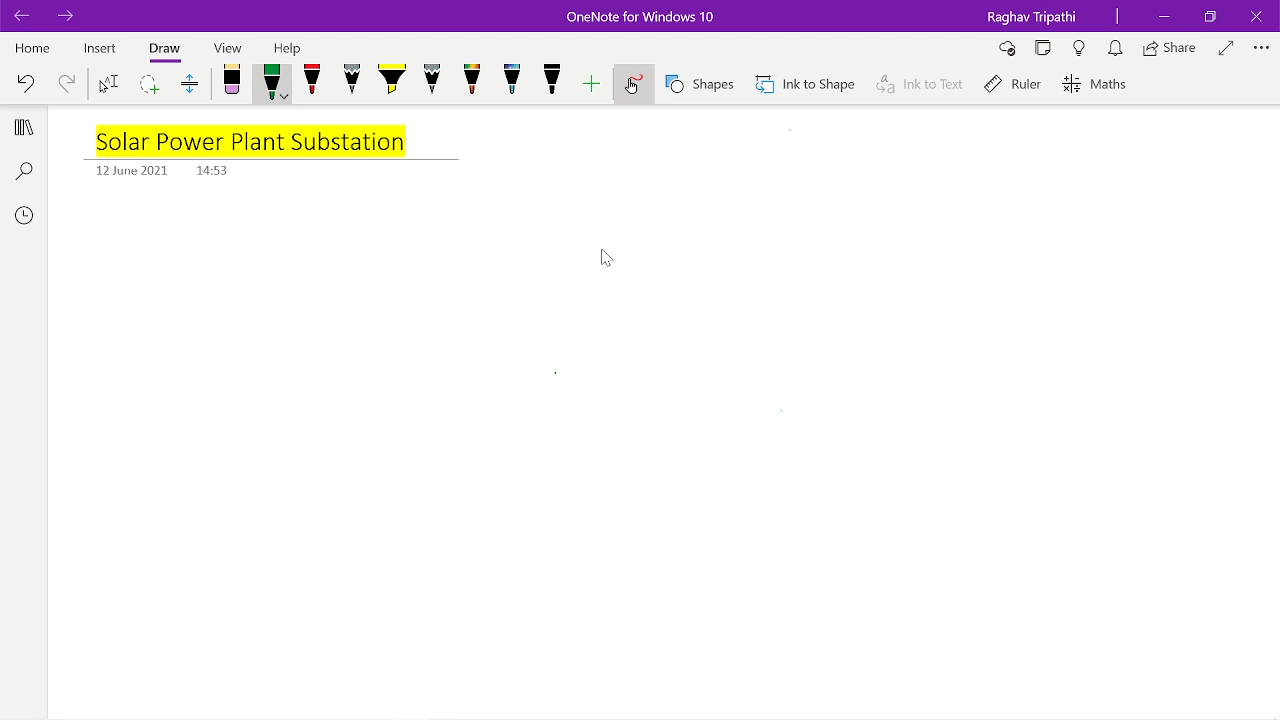 OneNote for Windows 10
Raghav Tripathi
Home Insert Draw View Help
Share
Shapes Ink to Shape Ink to Text Ruler Maths
Solar Power Plant Substation
12 June 2021 14:53